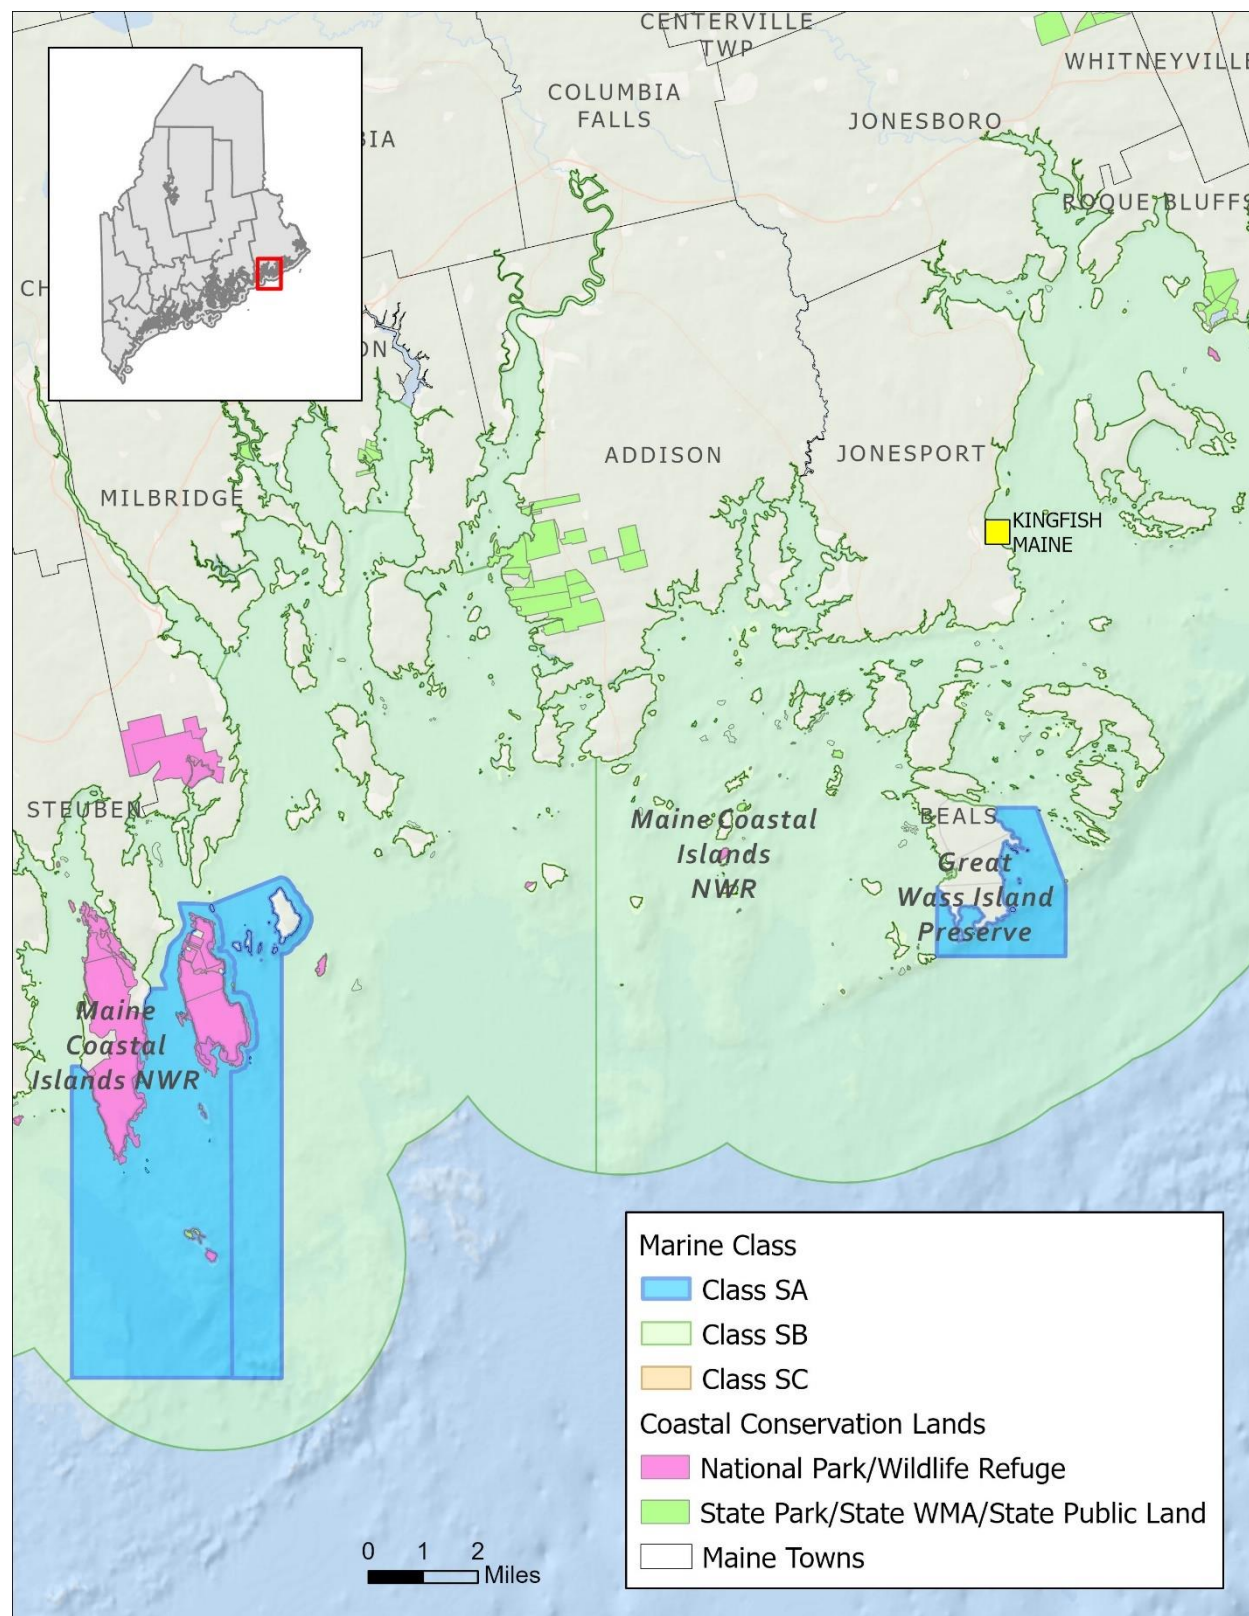 CENTERVILLE
TWP
WHITNEYVILLE
COLUMBIA
FALLS
JONESBORO
BIA
ROQUE BLUFFS
CH
ON
ADDISON
JONESPORT
MILBRIDGE
KINGFISH
MAINE
STEUBEN
Maine Coastal
Islands
NWR
BEALS
Great
Wass Island
Preserve
Maine
Coastal
Islands NWR
Marine Class
Class SA
Class SB
Class SC
Coastal Conservation Lands
National Park/Wildlife Refuge
State Park/State WMA/State Public Land
Maine Towns
0 1 2
Miles